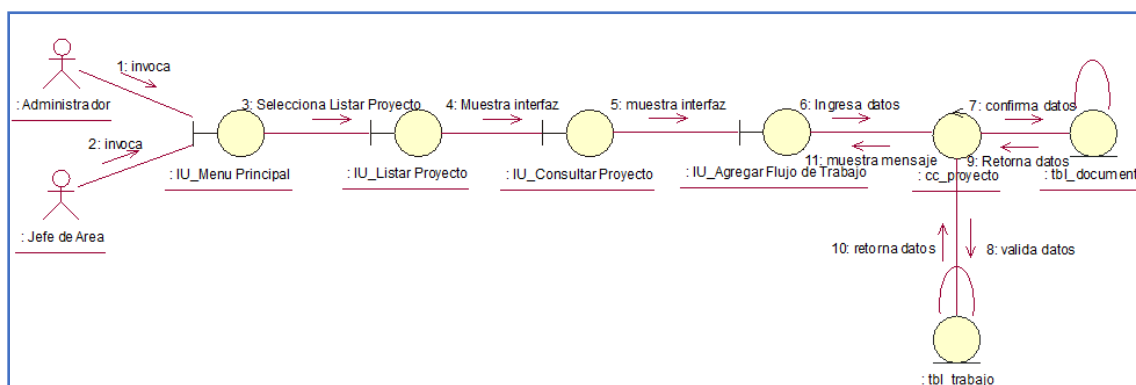 1: invoca
: Administrador
2: invoca
: Jefe de Area
3: Selecciona Listar Proyecto
: IU_Menu Principal
4: Muestra interfaz
: IU_Listar Proyecto
5: muestra interfaz
: IU_Consultar Proyecto
6: Ingresa datos
11: muestra mensaje
: IU_Agregar Flujo de Trabajo
7: confirma datos
9: Retorna datos
: cc_proyecto
: tbl_document
10: retorna datos
8: valida datos
: tbl_trabajo